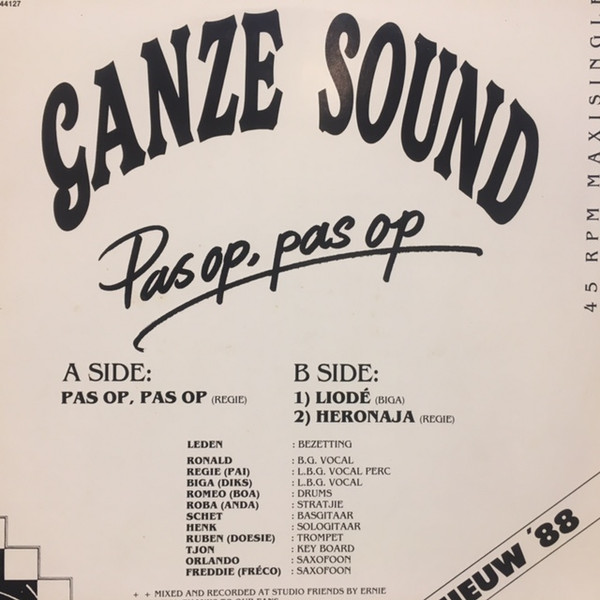 44127
GANZE SOUND
Pas op, pas op
45 RPM MAXISINGLE
A SIDE:
PAS OP, PAS OP (REGIE)
B SIDE:
1) LIODÉ (BIGA)
2) HERONAJA (REGIE)
LEDEN : BEZETTING
RONALD : B.G. VOCAL
REGIE (PAI) : L.B.G. VOCAL PERC
BIGA (DIKS) : L.B.G. VOCAL
ROMEO (BOA) : DRUMS
ROBA (ANDA) : STRATJIE
SCHET : BASGITAAR
HENK : SOLOGITAAR
RUBEN (DOESIE) : TROMPET
TJON : KEY BOARD
ORLANDO : SAXOFOON
FREDDIE (FRÉCO) : SAXOFOON
+ + MIXED AND RECORDED AT STUDIO FRIENDS BY ERNIE
NIEUW '88